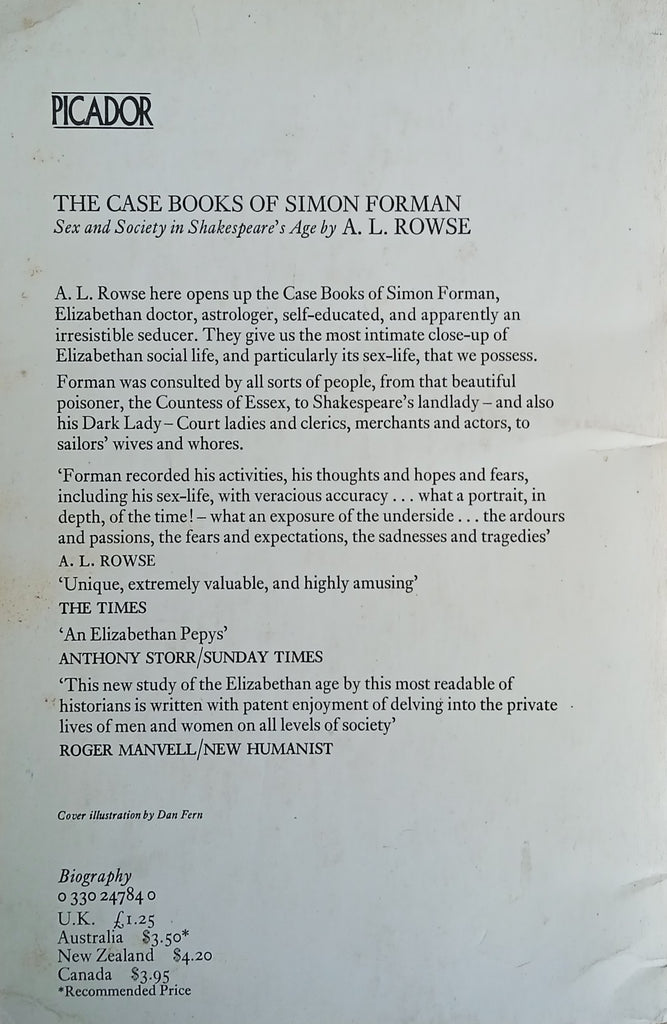 PICADOR
THE CASE BOOKS OF SIMON FORMAN
Sex and Society in Shakespeare's Age by A. L. ROWSE
A. L. Rowse here opens up the Case Books of Simon Forman,
Elizabethan doctor, astrologer, self-educated, and apparently an
irresistible seducer. They give us the most intimate close-up of
Elizabethan social life, and particularly its sex-life, that we possess.
Forman was consulted by all sorts of people, from that beautiful
poisoner, the Countess of Essex, to Shakespeare's landlady – and also
his Dark Lady – Court ladies and clerics, merchants and actors, to
sailors' wives and whores.
‘Forman recorded his activities, his thoughts and hopes and fears,
including his sex-life, with veracious accuracy . . . what a portrait, in
depth, of the time! – what an exposure of the underside . . . the ardours
and passions, the fears and expectations, the sadnesses and tragedies’
A. L. ROWSE
‘Unique, extremely valuable, and highly amusing’
THE TIMES
‘An Elizabethan Pepys’
ANTHONY STORR/SUNDAY TIMES
‘This new study of the Elizabethan age by this most readable of
historians is written with patent enjoyment of delving into the private
lives of men and women on all levels of society’
ROGER MANVELL/NEW HUMANIST
Cover illustration by Dan Fern
Biography
0 330 24784 0
U.K. £1.25
Australia $3.50*
New Zealand $4.20
Canada $3.95
*Recommended Price